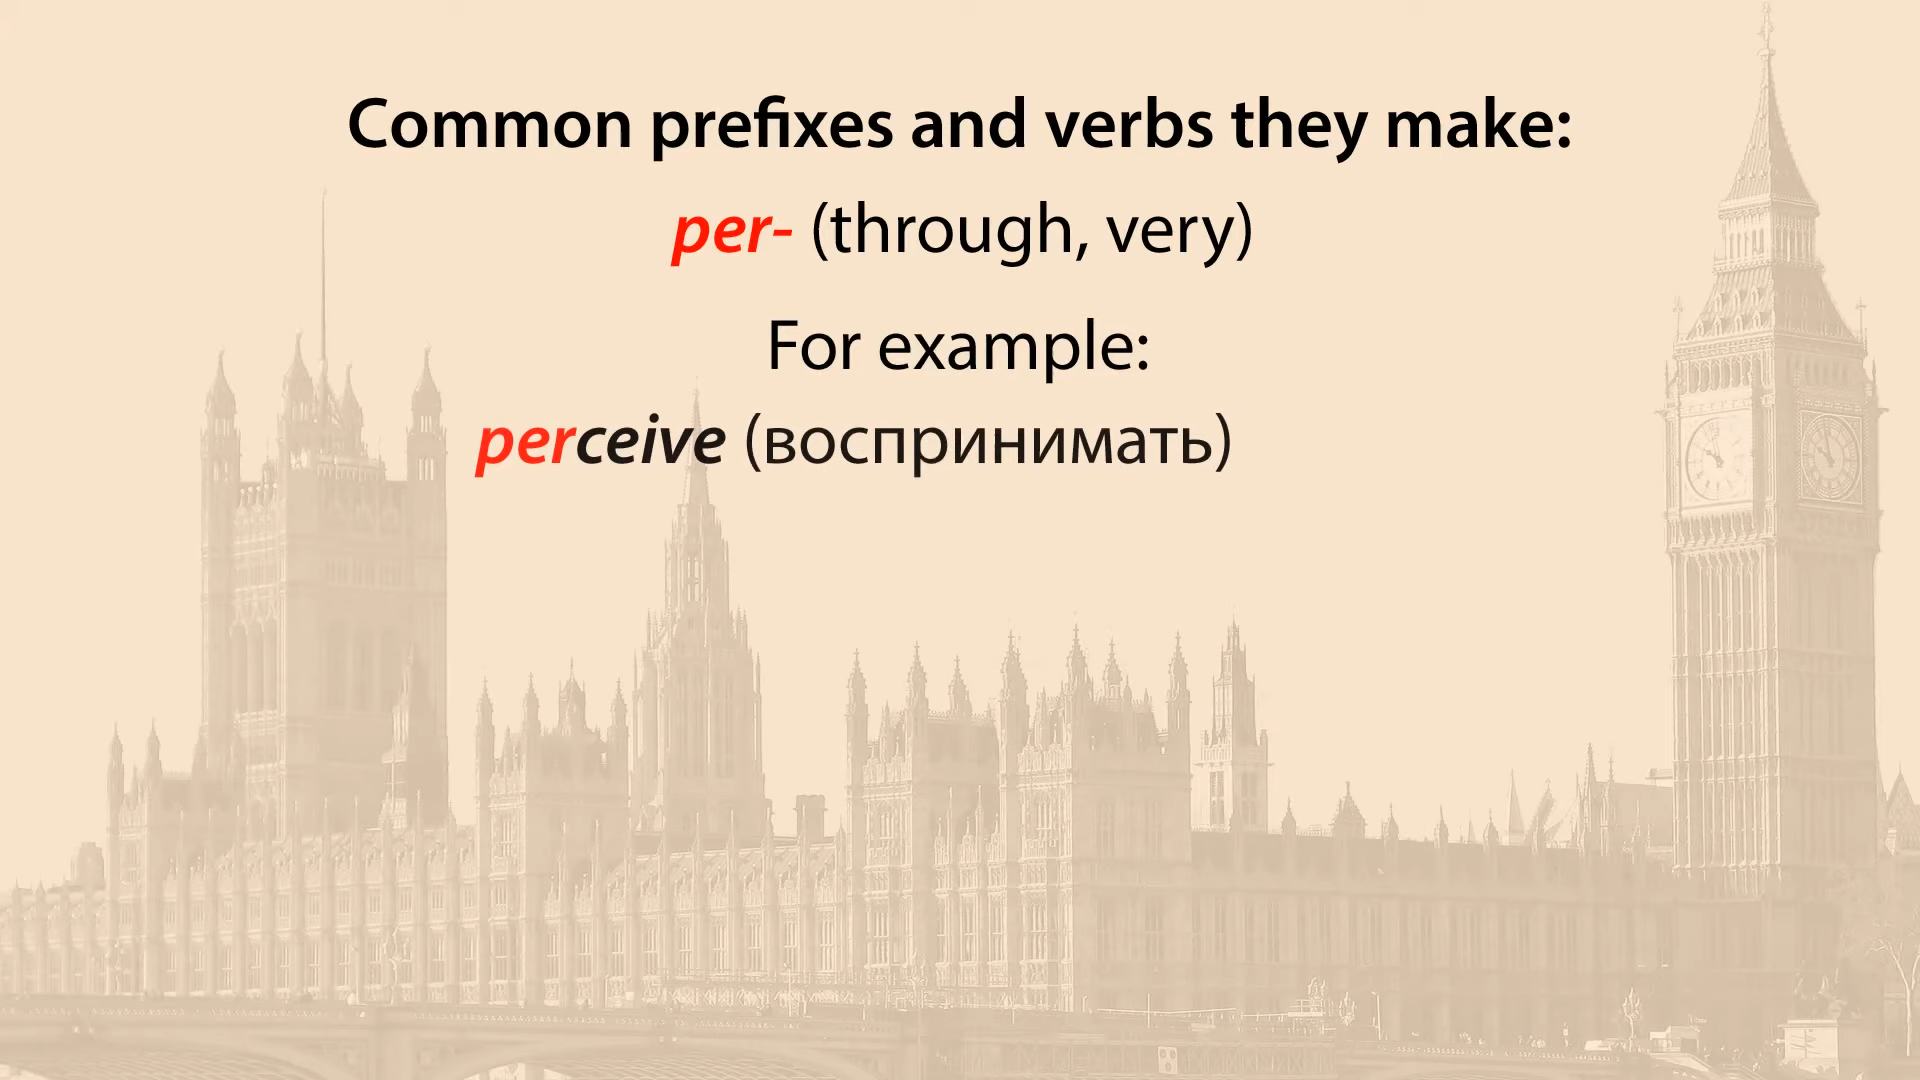 Common prefixes and verbs they make:
per- (through, very)
For example:
perceive (воспринимать)